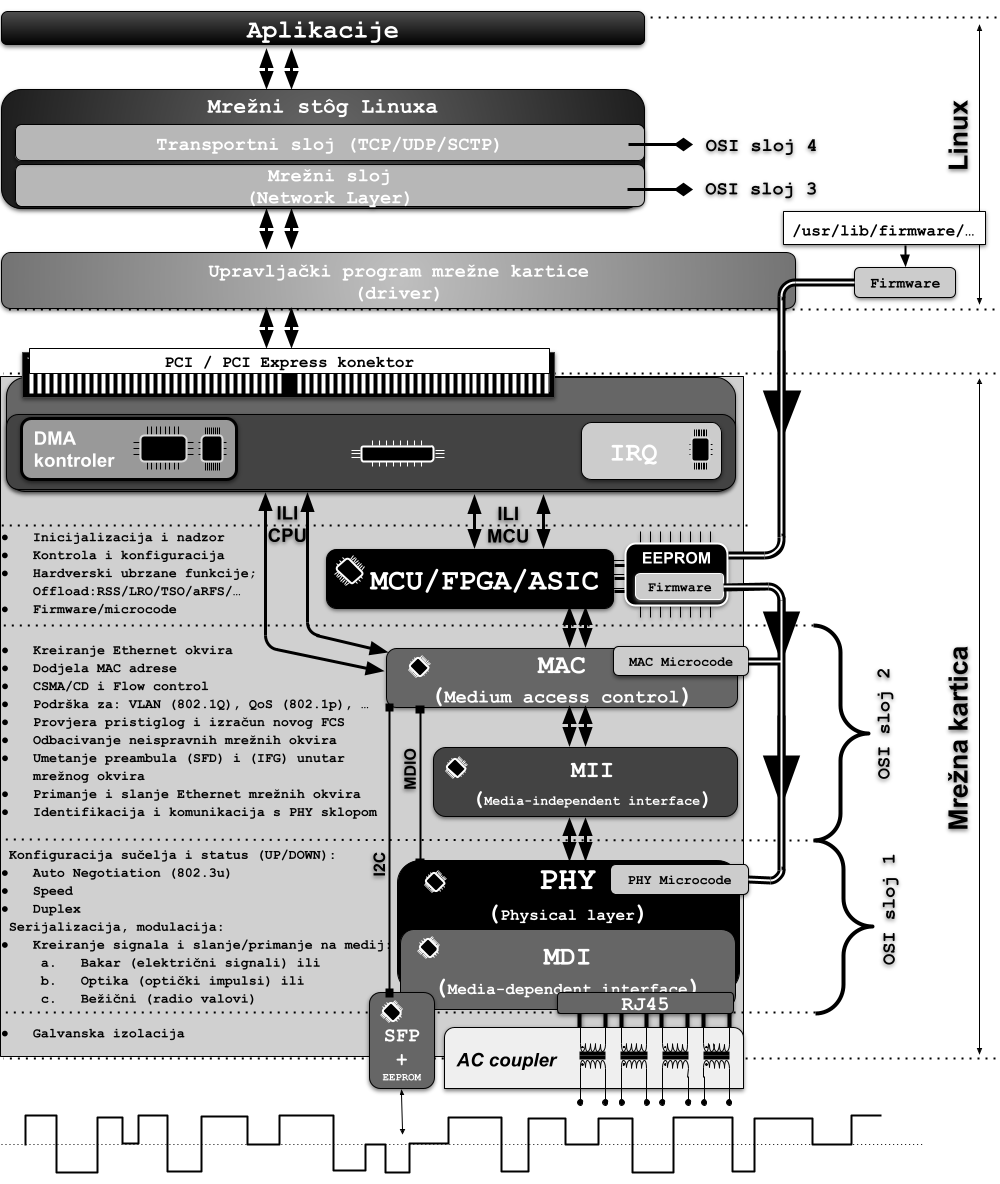 Aplikacije
Mrežni stôg Linuxa
Transportni sloj (TCP/UDP/SCTP)
OSI sloj 4
Mrežni sloj
(Network Layer)
OSI sloj 3
Linux
/usr/lib/firmware/…
Firmware
Upravljački program mrežne kartice
(driver)
PCI / PCI Express konektor
DMA
kontroler
IRQ
ILI
CPU
ILI
MCU
● Inicijalizacija i nadzor
● Kontrola i konfiguracija
● Hardverski ubrzane funkcije;
Offload:RSS/LRO/TSO/aRFS/…
● Firmware/microcode
MCU/FPGA/ASIC
EEPROM
Firmware
● Kreiranje Ethernet okvira
● Dodjela MAC adrese
● CSMA/CD i Flow control
● Podrška za: VLAN (802.1Q), QoS (802.1p), …
● Provjera pristiglog i izračun novog FCS
● Odbacivanje neispravnih mrežnih okvira
● Umetanje preambula (SFD) i (IFG) unutar
mrežnog okvira
● Primanje i slanje Ethernet mrežnih okvira
● Identifikacija i komunikacija s PHY sklopom
MAC
(Medium access control)
MAC Microcode
MDIO
I2C
MII
(Media-independent interface)
OSI sloj 2
Mrežna kartica
Konfiguracija sučelja i status (UP/DOWN):
● Auto Negotiation (802.3u)
● Speed
● Duplex
Serijalizacija, modulacija:
● Kreiranje signala i slanje/primanje na medij:
a. Bakar (električni signali) ili
b. Optika (optički impulsi) ili
c. Bežični (radio valovi)
PHY
(Physical layer)
PHY Microcode
MDI
(Media-dependent interface)
OSI sloj 1
RJ45
● Galvanska izolacija
SFP
+
EEPROM
AC coupler